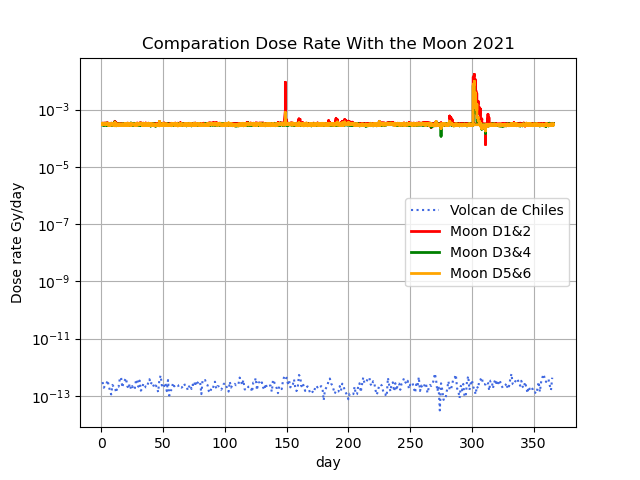 Comparation Dose Rate With the Moon 2021
Dose rate Gy/day
10⁻³
10⁻⁵
10⁻⁷
10⁻⁹
10⁻¹¹
10⁻¹³
Volcan de Chiles
Moon D1&2
Moon D3&4
Moon D5&6
0 50 100 150 200 250 300 350
day